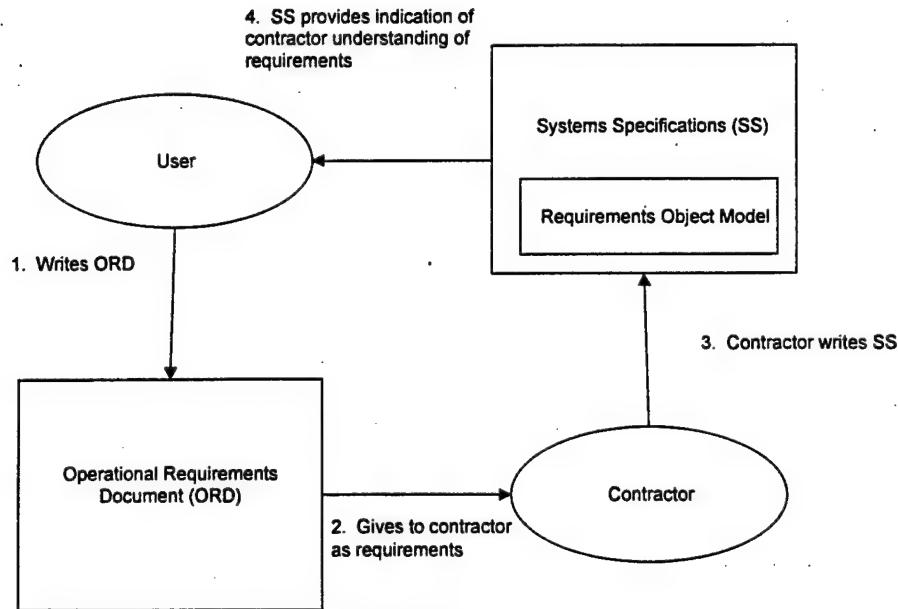 4. SS provides indication of
contractor understanding of
requirements
Systems Specifications (SS)
User
Requirements Object Model
1. Writes ORD
3. Contractor writes SS
Operational Requirements
Document (ORD)
Contractor
2. Gives to contractor
as requirements